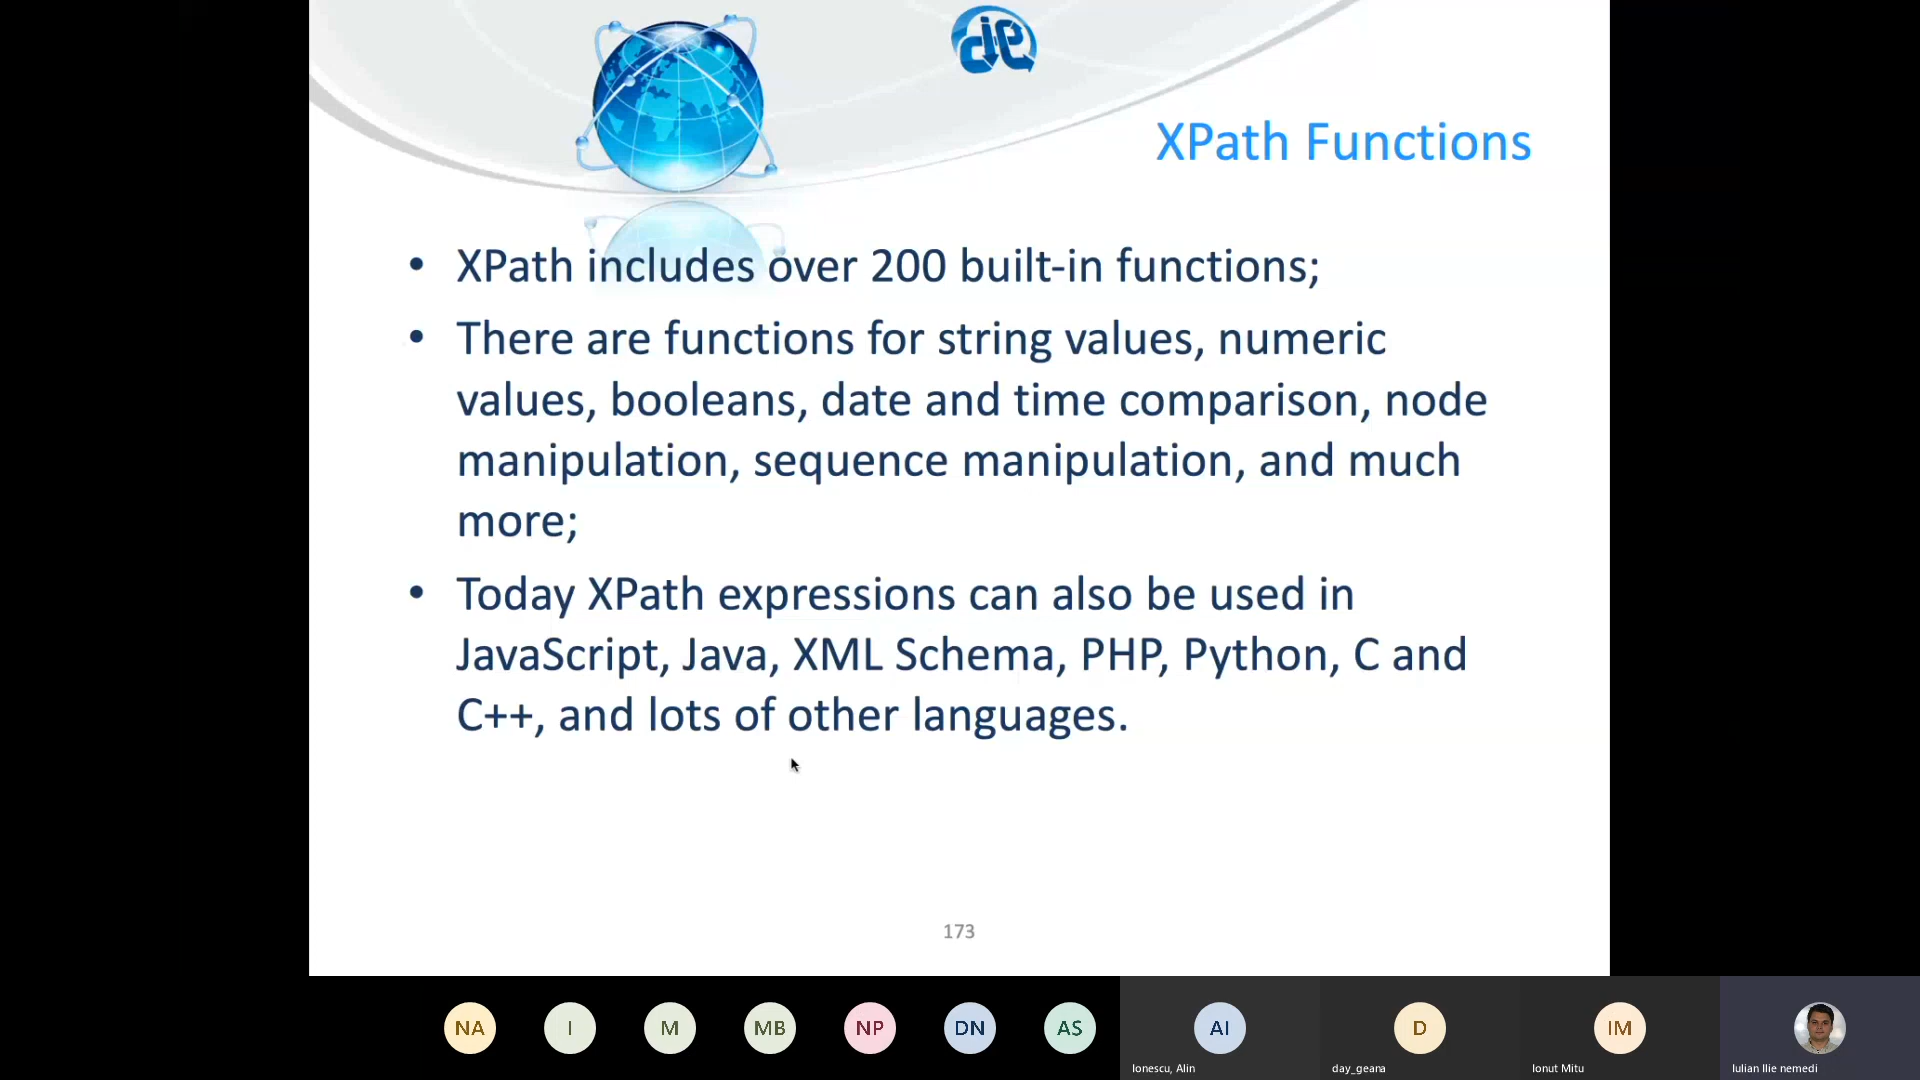 XPath Functions
• XPath includes over 200 built-in functions;
• There are functions for string values, numeric
values, booleans, date and time comparison, node
manipulation, sequence manipulation, and much
more;
• Today XPath expressions can also be used in
JavaScript, Java, XML Schema, PHP, Python, C and
C++, and lots of other languages.
173
NA
I
M
MB
NP
DN
AS
AI
D
IM
Ionescu, Alin
day_geana
Ionut Mitu
Iulian Ilie nemedi